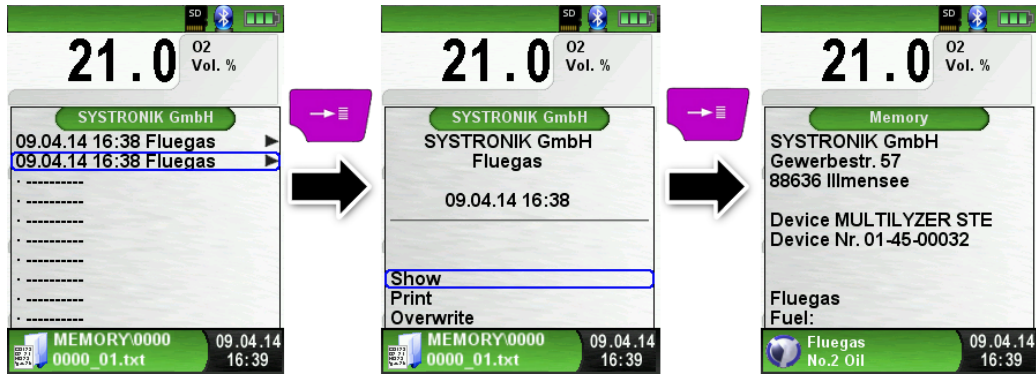 SD
21.0 O2
Vol. %
SYSTRONIK GmbH
09.04.14 16:38 Fluegas
09.04.14 16:38 Fluegas
· ----------
· ----------
· ----------
· ----------
· ----------
· ----------
MEMORY\0000
0000_01.txt
09.04.14
16:39
SD
21.0 O2
Vol. %
SYSTRONIK GmbH
SYSTRONIK GmbH
Fluegas
09.04.14 16:38
Show
Print
Overwrite
MEMORY\0000
0000_01.txt
09.04.14
16:39
SD
21.0 O2
Vol. %
Memory
SYSTRONIK GmbH
Gewerbestr. 57
88636 Illmensee
Device MULTILYZER STE
Device Nr. 01-45-00032
Fluegas
Fuel:
Fluegas
No.2 Oil
09.04.14
16:39